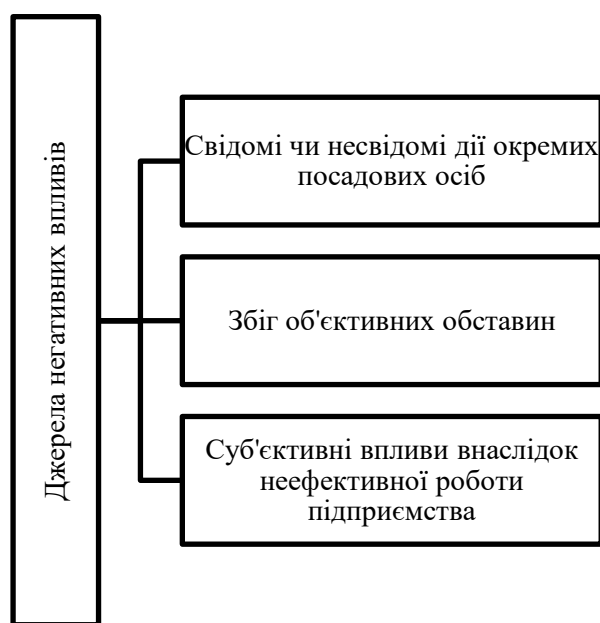 Джерела негативних впливів
Свідомі чи несвідомі дії окремих
посадових осіб
Збіг об'єктивних обставин
Суб'єктивні впливи внаслідок
неефективної роботи
підприємства